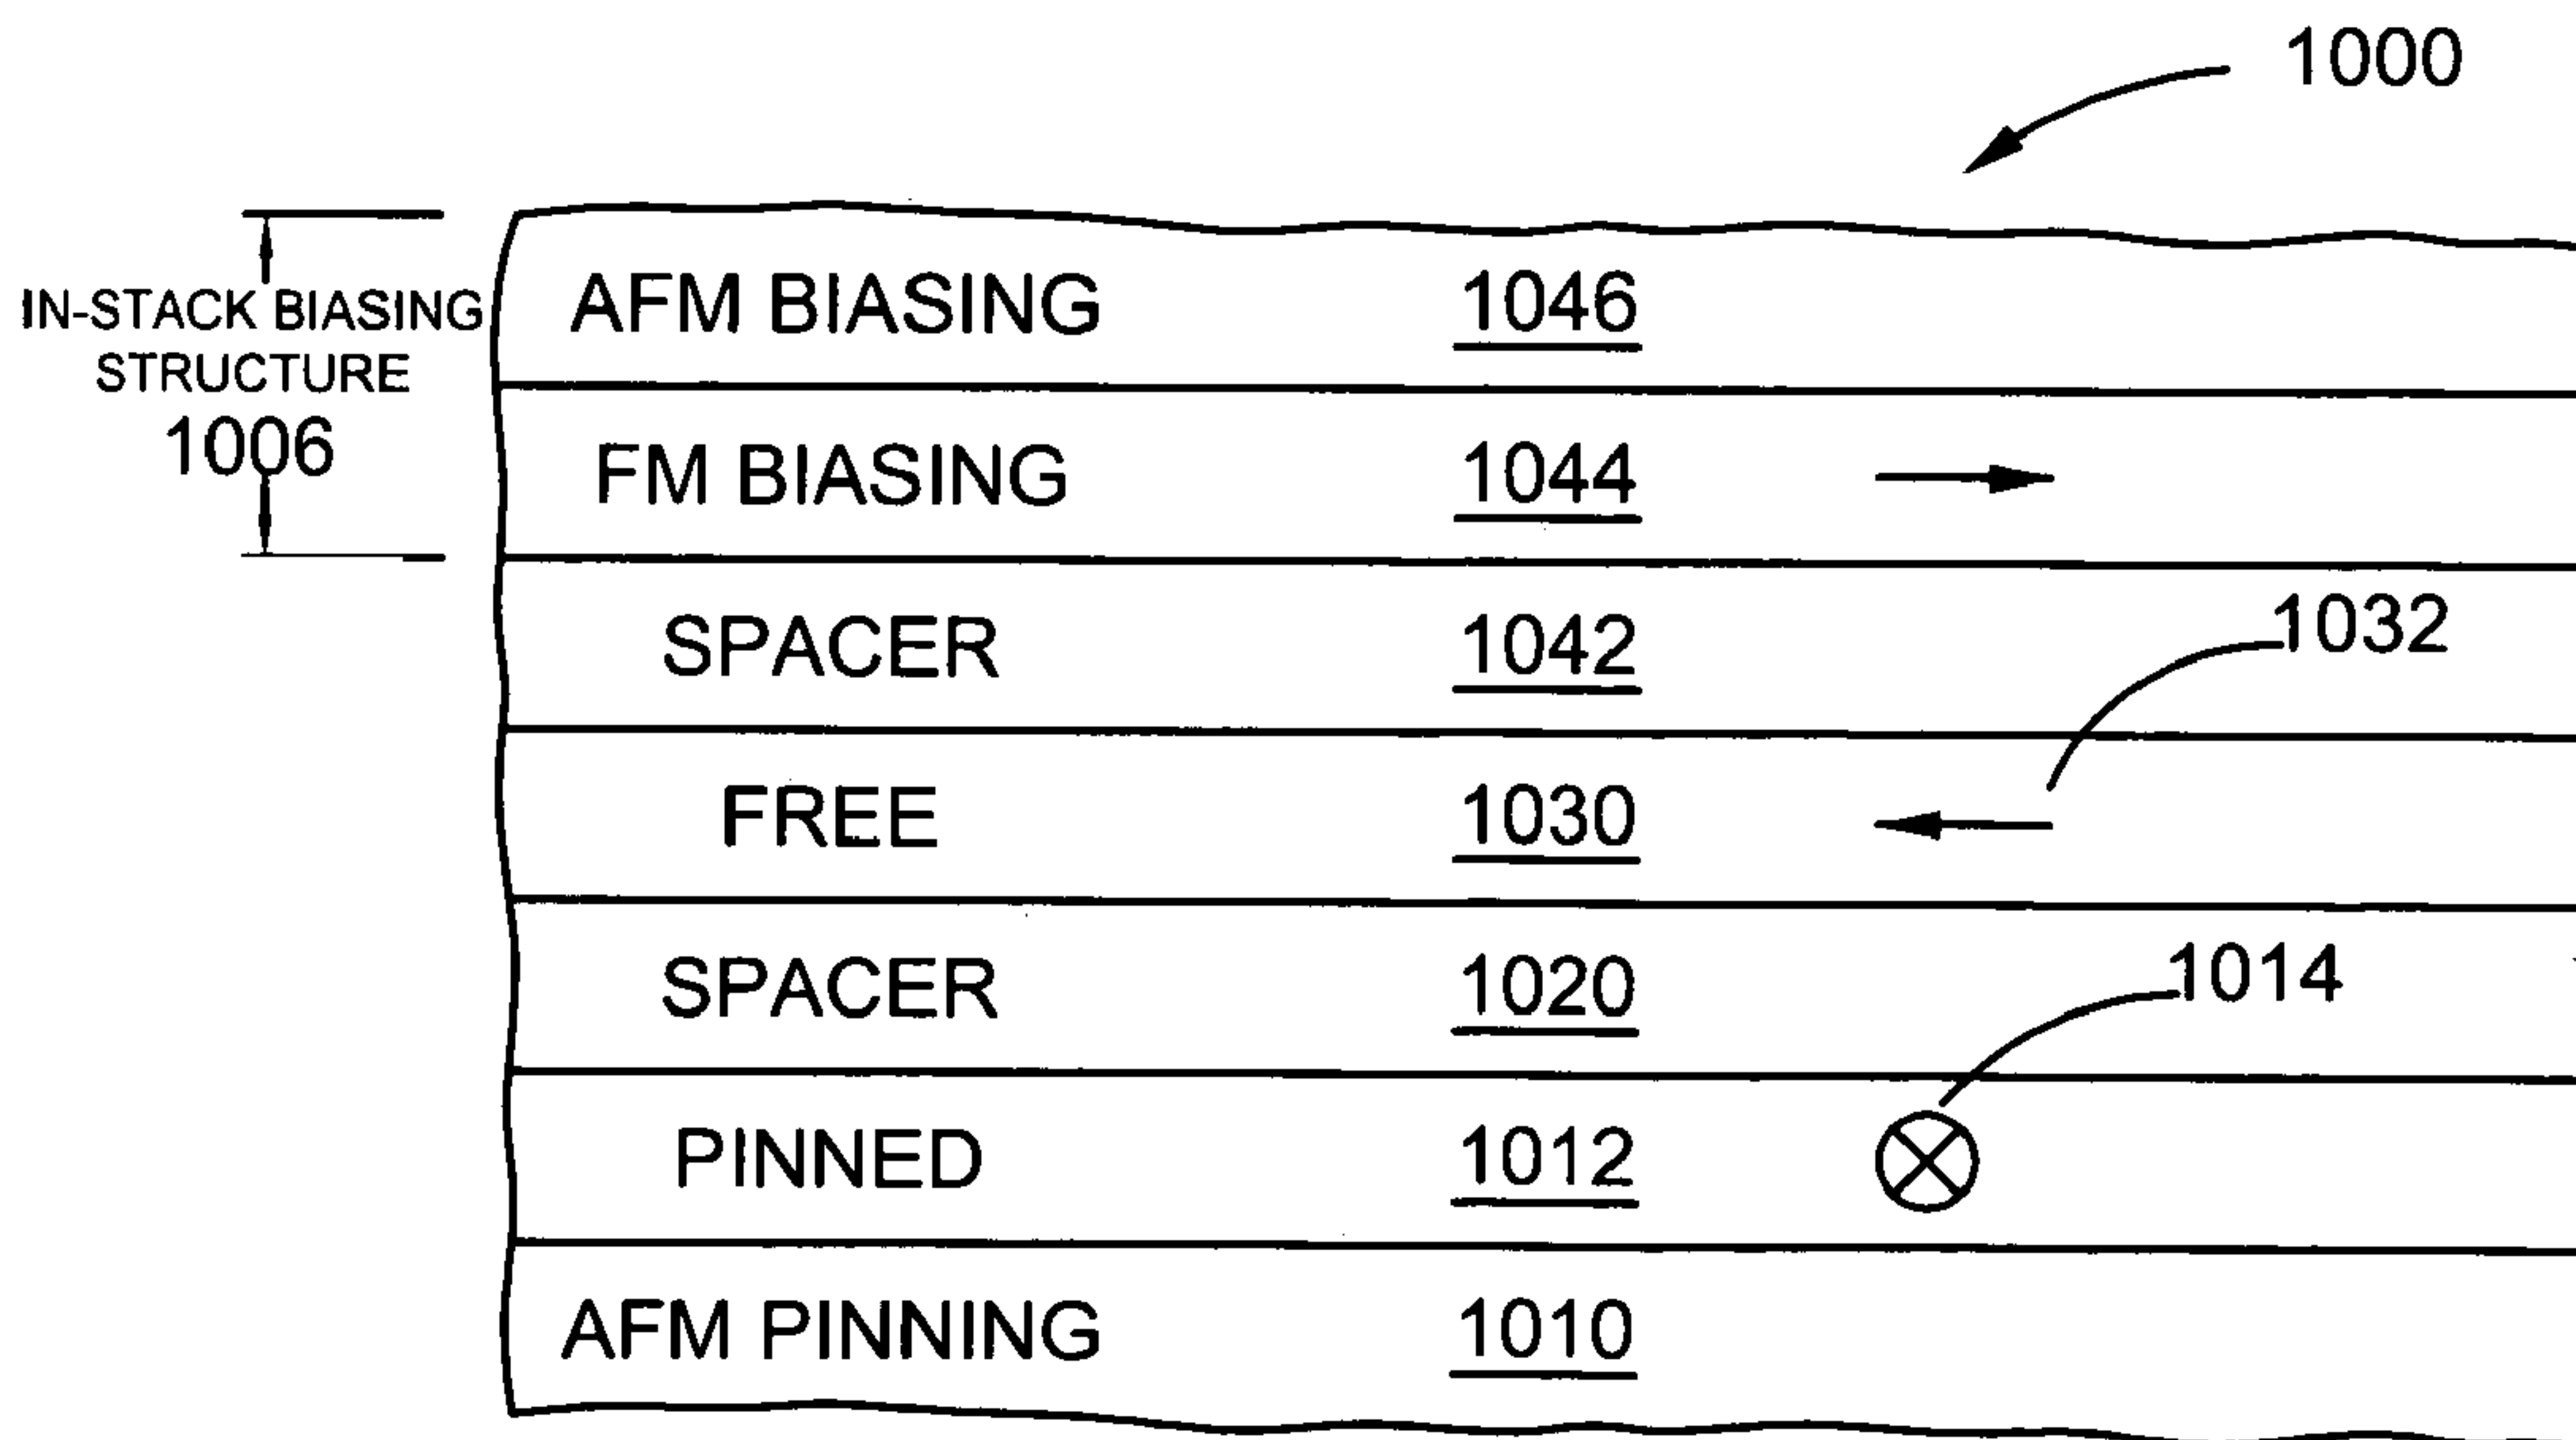 1000
AFM BIASING 1046
IN-STACK BIASING
STRUCTURE
1006
FM BIASING 1044
SPACER 1042
1032
FREE 1030
SPACER 1020
1014
PINNED 1012
AFM PINNING 1010